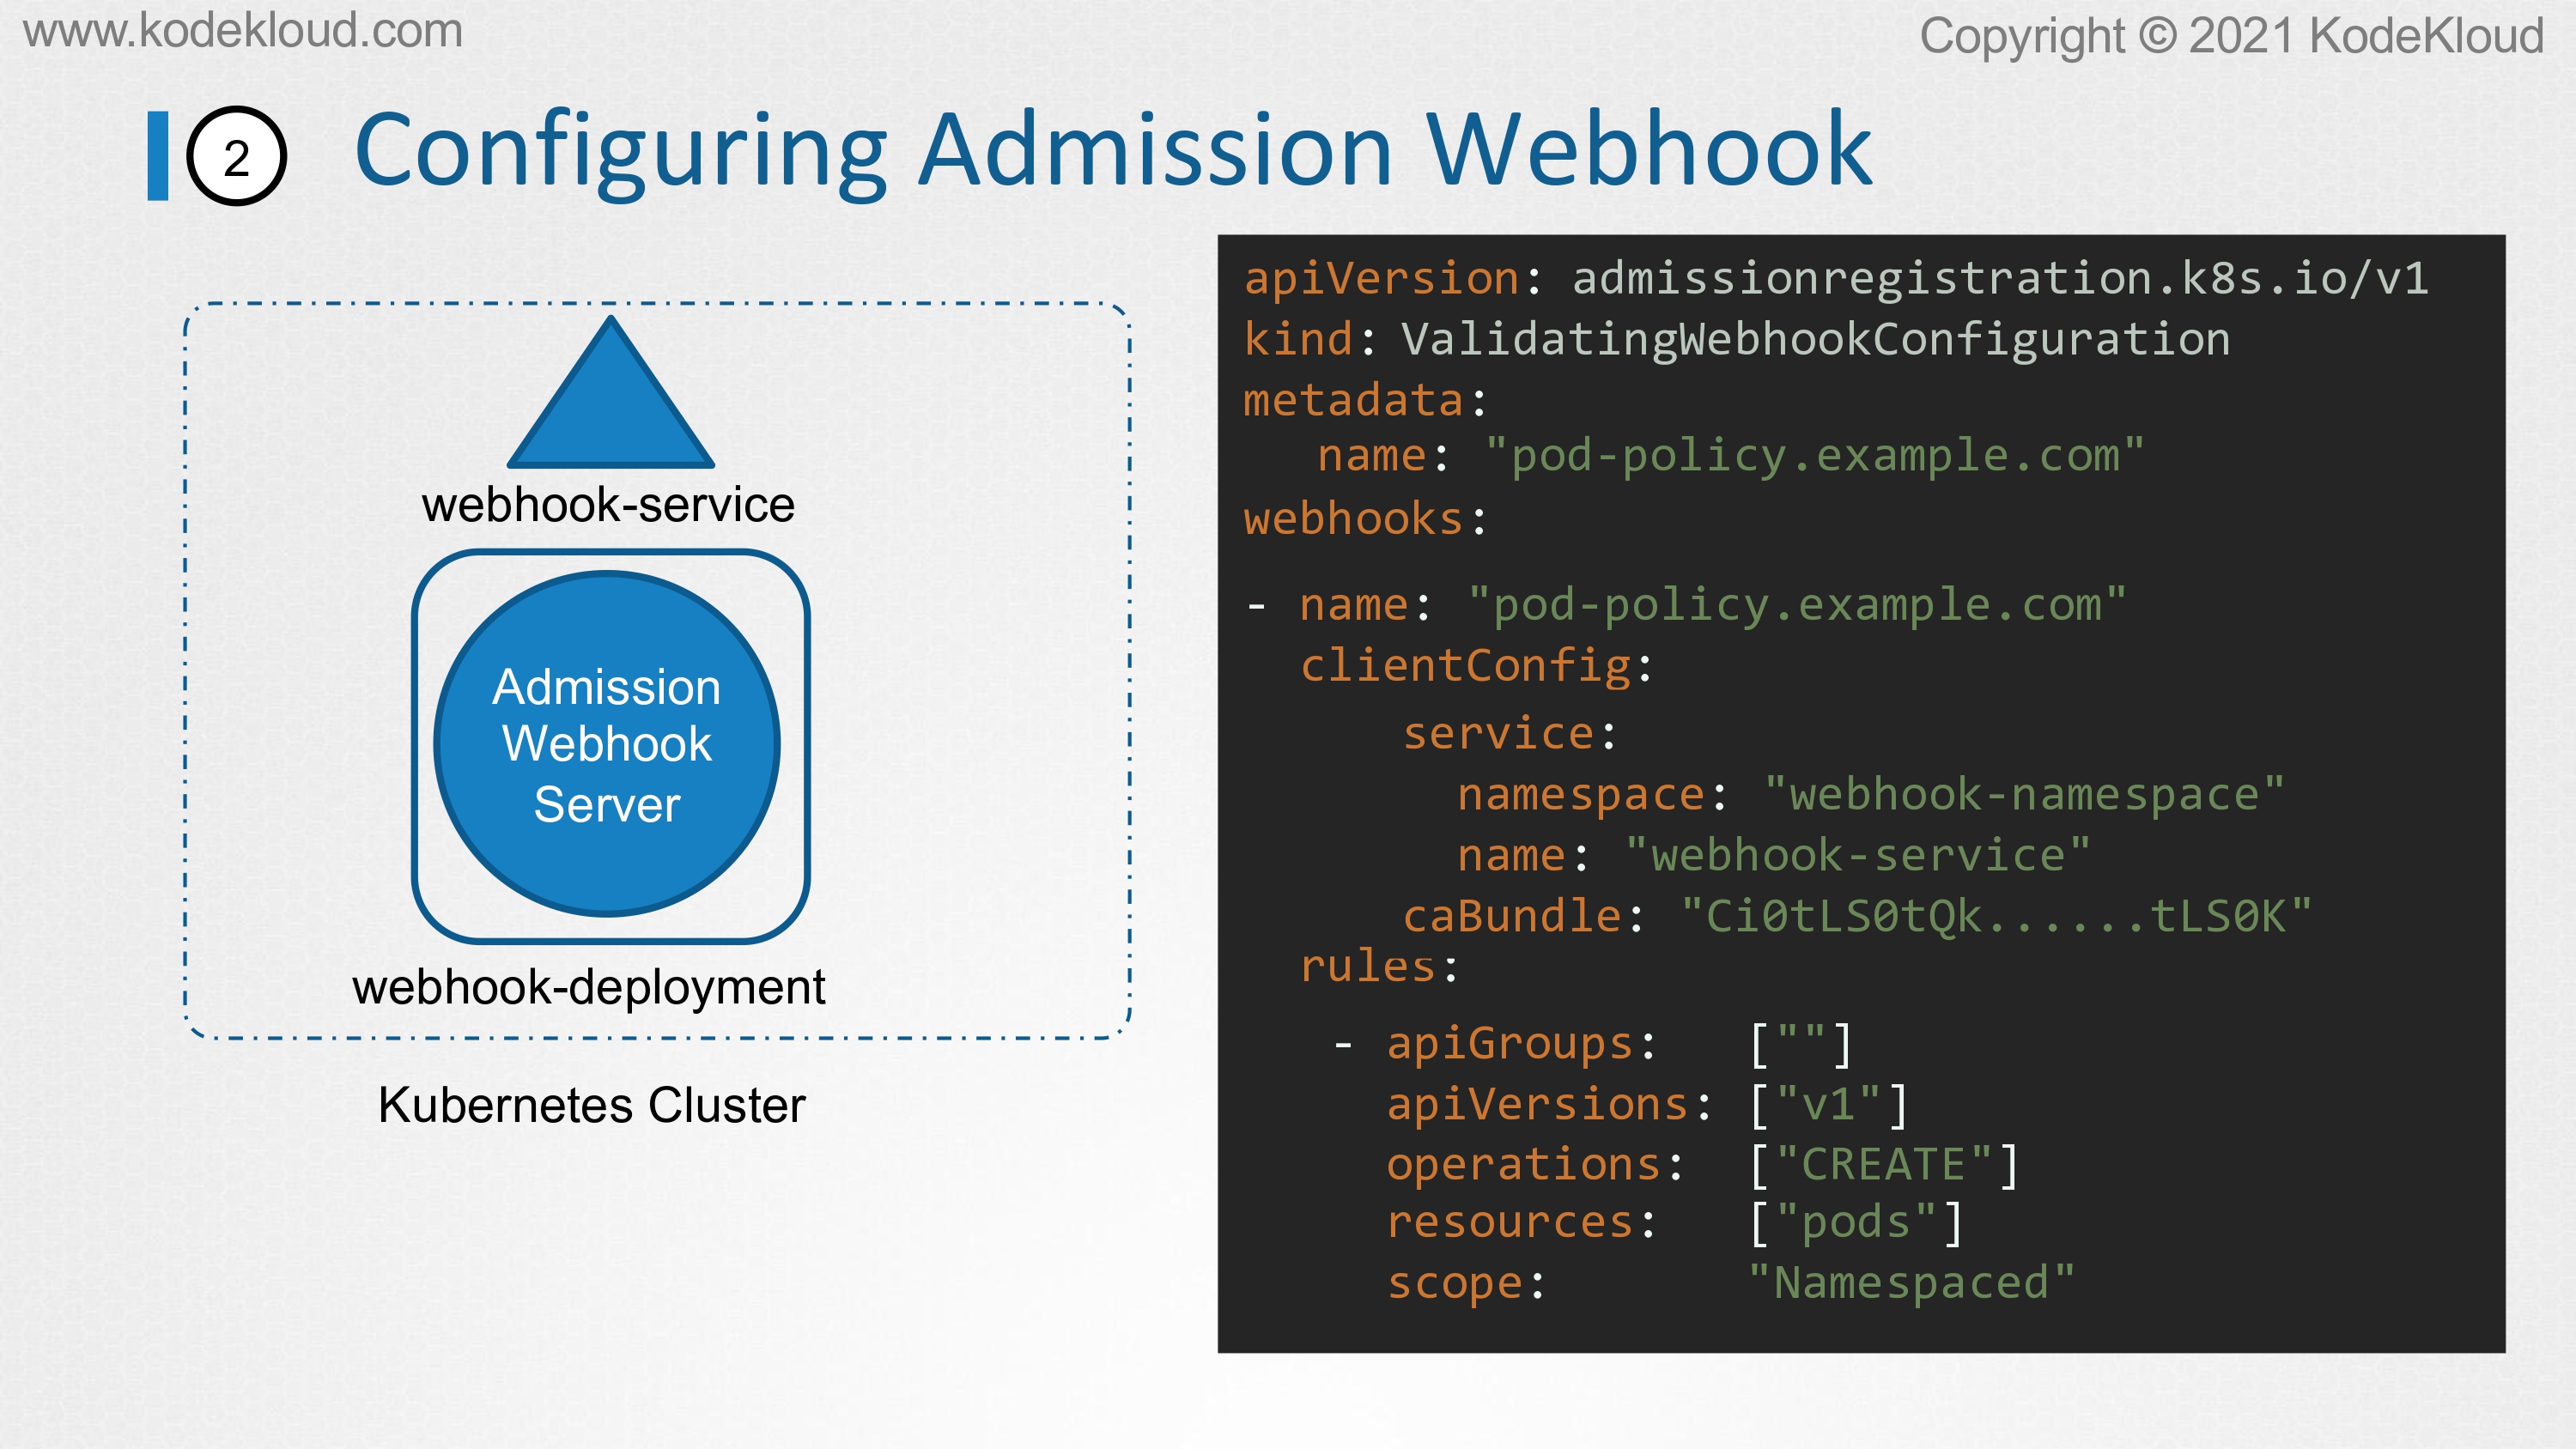 www.kodekloud.com
Copyright © 2021 KodeKloud
2 Configuring Admission Webhook
webhook-service
Admission
Webhook
Server
webhook-deployment
Kubernetes Cluster
apiVersion: admissionregistration.k8s.io/v1
kind: ValidatingWebhookConfiguration
metadata:
name: "pod-policy.example.com"
webhooks:
- name: "pod-policy.example.com"
clientConfig:
service:
namespace: "webhook-namespace"
name: "webhook-service"
caBundle: "Ci0tLS0tQk......tLS0K"
rules:
- apiGroups: [""]
apiVersions: ["v1"]
operations: ["CREATE"]
resources: ["pods"]
scope: "Namespaced"